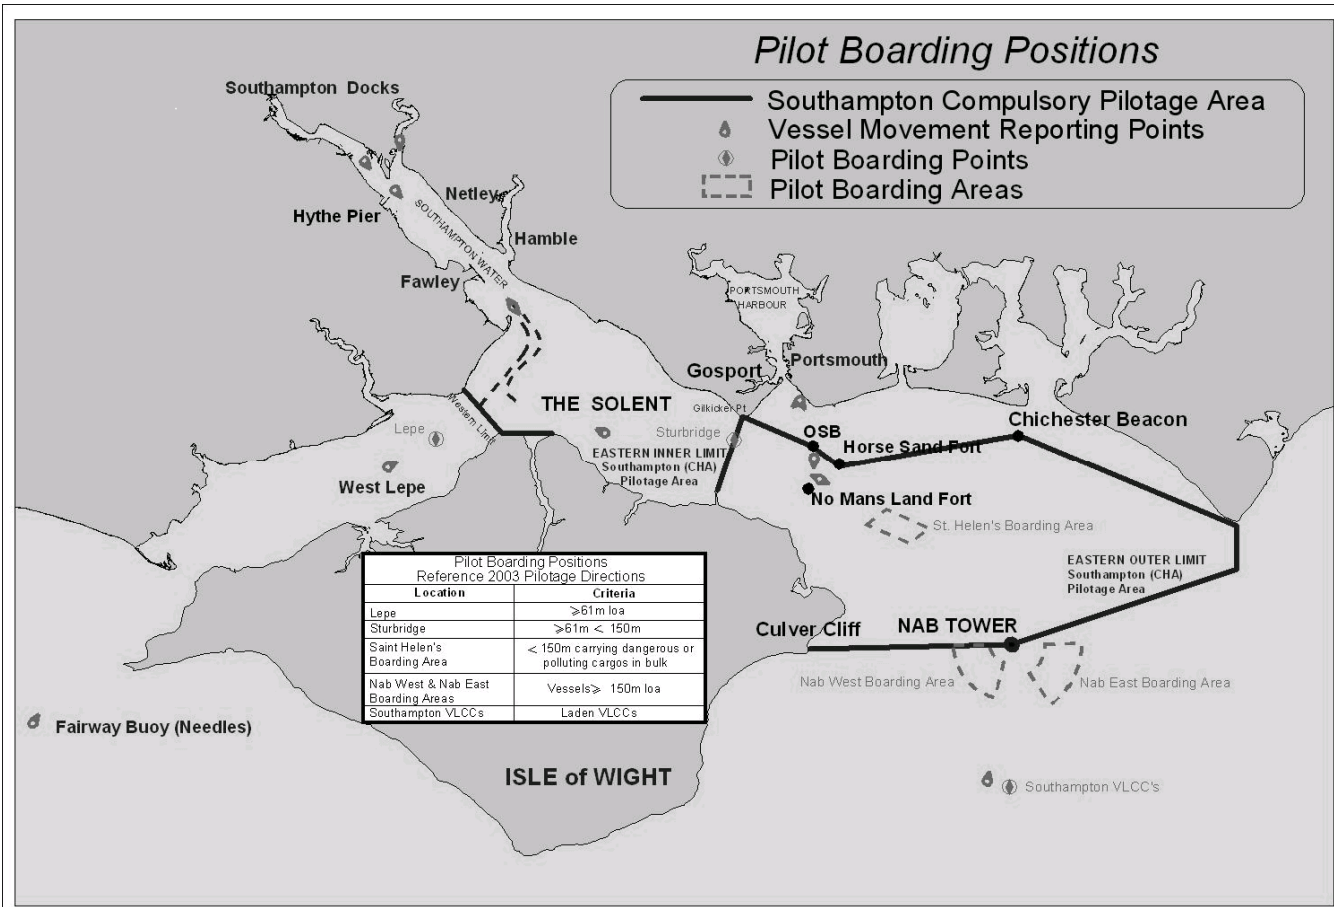 Pilot Boarding Positions
Southampton Compulsory Pilotage Area
Vessel Movement Reporting Points
Pilot Boarding Points
Pilot Boarding Areas
Southampton Docks
Netley
Hythe Pier
SOUTHAMPTON WATER
Hamble
Fawley
PORTSMOUTH
HARBOUR
Portsmouth
Gosport
THE SOLENT
Gilkicker Pt
Western Limit
Lepe
Sturbridge
OSB
Chichester Beacon
Horse Sand Fort
EASTERN INNER LIMIT
Southampton (CHA)
Pilotage Area
West Lepe
No Mans Land Fort
St. Helen's Boarding Area
EASTERN OUTER LIMIT
Southampton (CHA)
Pilotage Area
Pilot Boarding Positions
Reference 2003 Pilotage Directions
Location Criteria
Lepe ⩾61m loa
Sturbridge ⩾61m < 150m
Saint Helen's
Boarding Area
< 150m carrying dangerous or
polluting cargos in bulk
Nab West & Nab East
Boarding Areas
Vessels⩾ 150m loa
Southampton VLCCs Laden VLCCs
Culver Cliff
NAB TOWER
Nab West Boarding Area
Nab East Boarding Area
Fairway Buoy (Needles)
ISLE of WIGHT
Southampton VLCC's